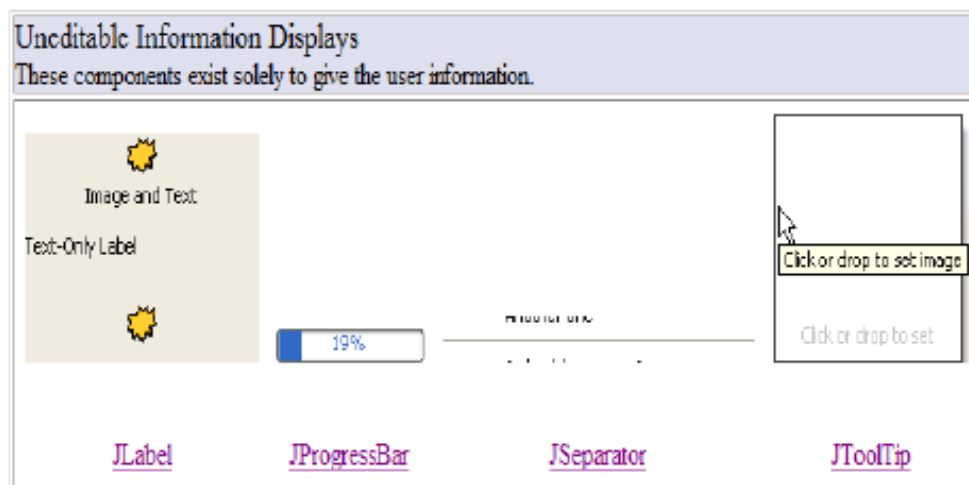 Uneditable Information Displays
These components exist solely to give the user information.
Image and Text
Text-Only Label
Click or drop to set image
19%
Click or drop to set
JLabel
JProgressBar
JSeparator
JToolTip